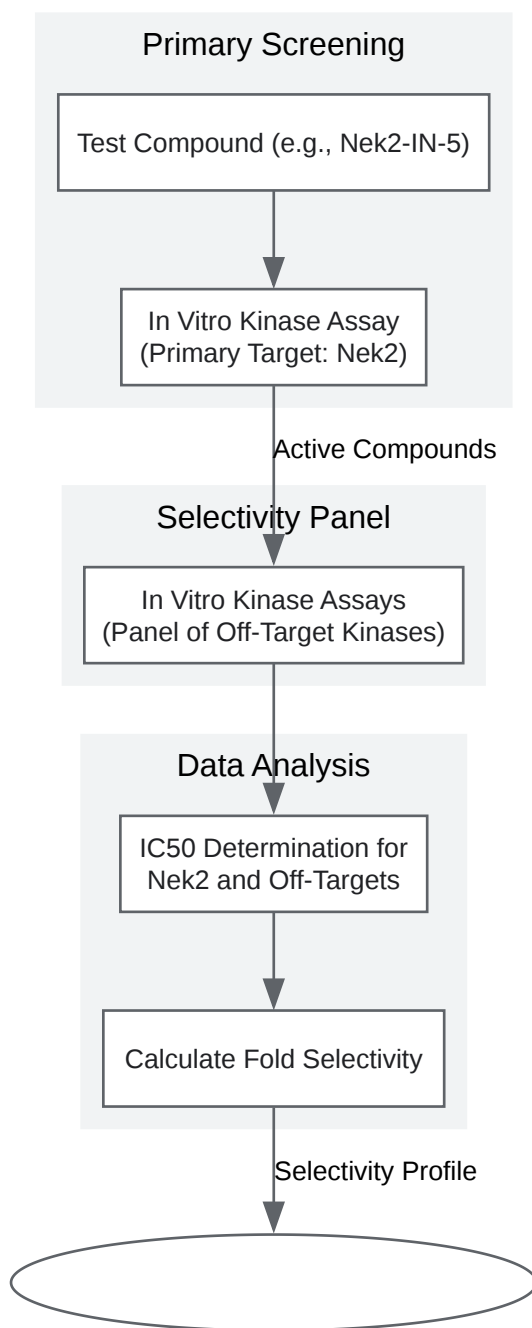 Primary Screening
Test Compound (e.g., Nek2-IN-5)
In Vitro Kinase Assay
(Primary Target: Nek2)
Active Compounds
Selectivity Panel
In Vitro Kinase Assays
(Panel of Off-Target Kinases)
Data Analysis
IC50 Determination for
Nek2 and Off-Targets
Calculate Fold Selectivity
Selectivity Profile